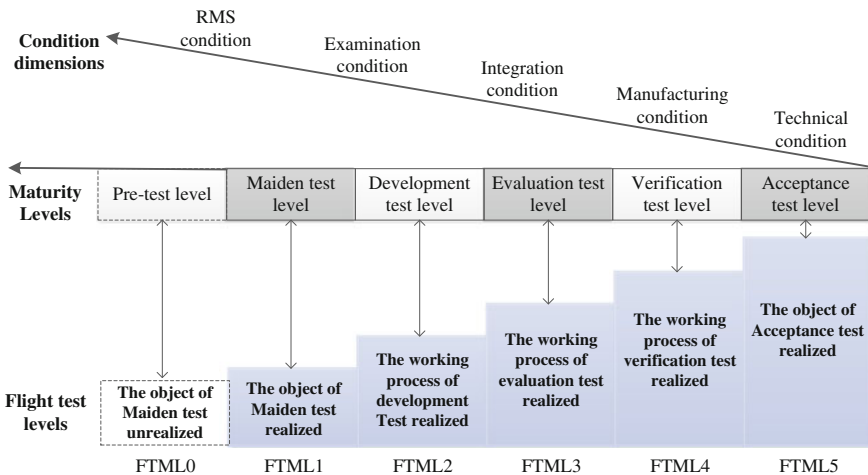 RMS
condition
Condition
dimensions
Examination
condition
Integration
condition
Manufacturing
condition
Technical
condition
Maturity
Levels
Pre-test level
Maiden test
level
Development
test level
Evaluation test
level
Verification
test level
Acceptance
test level
Flight test
levels
The object of
Maiden test
unrealized
The object of
Maiden test
realized
The working
process of
development
Test realized
The working
process of
evaluation test
realized
The working
process of
verification test
realized
The object of
Acceptance test
realized
FTML0
FTML1
FTML2
FTML3
FTML4
FTML5